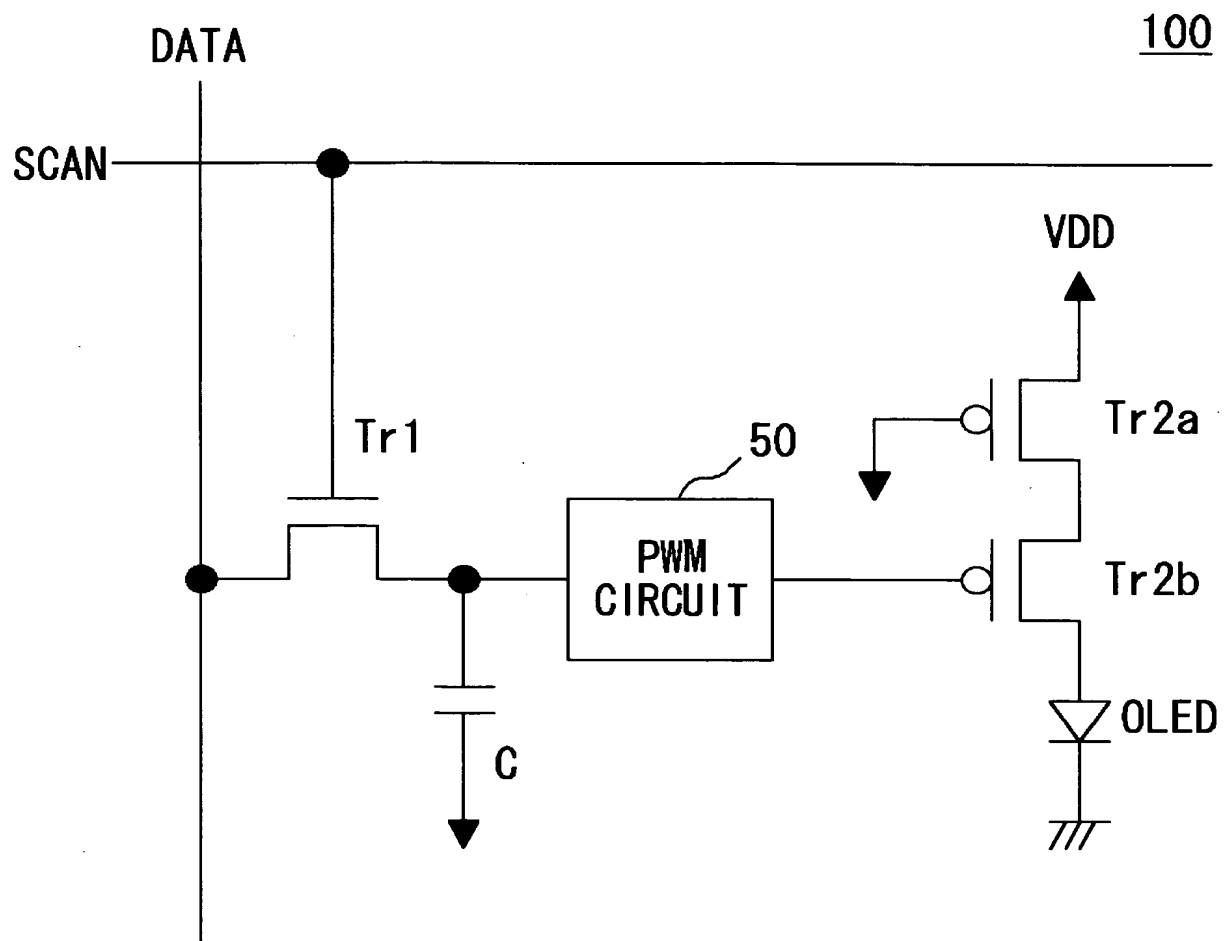 100
DATA
SCAN
VDD
Tr1
Tr2a
50
PWM
CIRCUIT
Tr2b
OLED
C